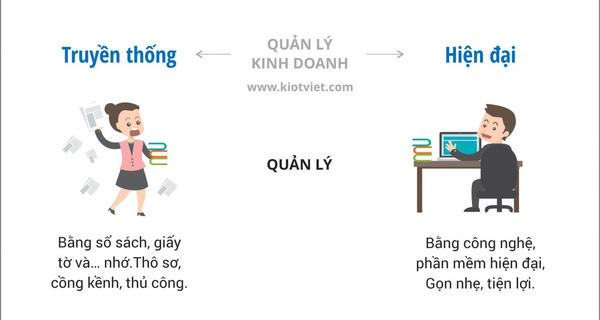 Truyền thống
QUẢN LÝ
KINH DOANH
www.kiotviet.com
Hiện đại
QUẢN LÝ
Bằng sổ sách, giấy
tờ và... nhớ.Thô sơ,
cồng kềnh, thủ công.
Bằng công nghệ,
phần mềm hiện đại,
Gọn nhẹ, tiện lợi.